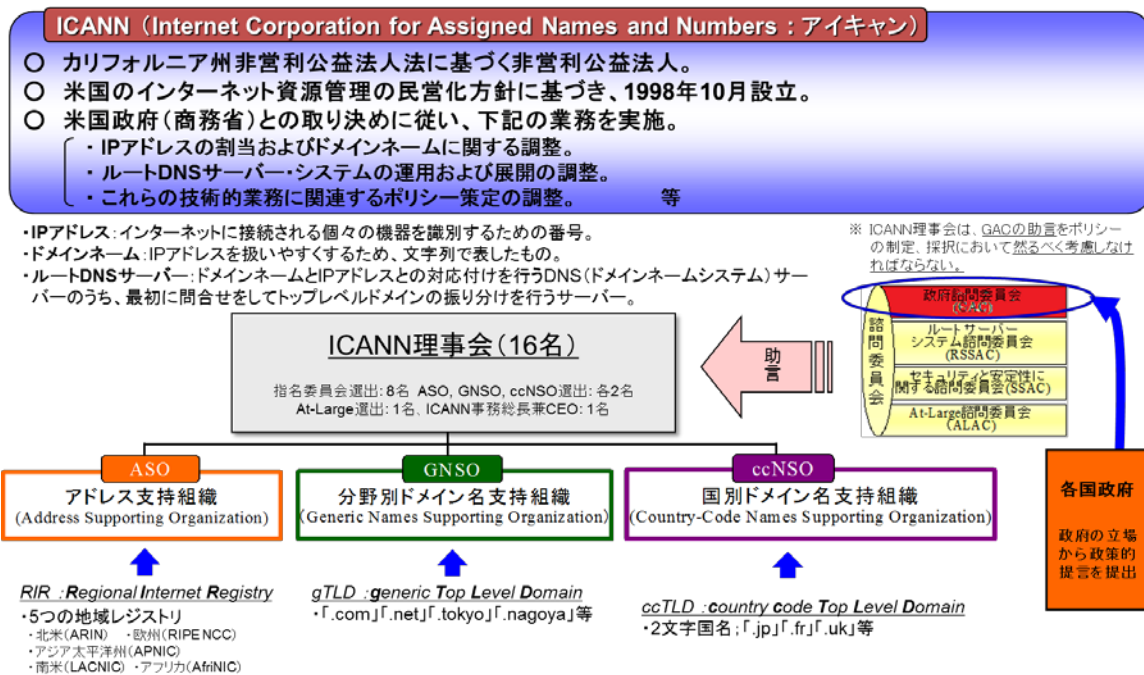 ICANN（Internet Corporation for Assigned Names and Numbers：アイキャン）
○ カリフォルニア州非営利公益法人法に基づく非営利公益法人。
○ 米国のインターネット資源管理の民営化方針に基づき、1998年10月設立。
○ 米国政府（商務省）との取り決めに従い、下記の業務を実施。
・IPアドレスの割当およびドメインネームに関する調整。
・ルートDNSサーバー・システムの運用および展開の調整。
・これらの技術的業務に関連するポリシー策定の調整。　　等
・IPアドレス：インターネットに接続される個々の機器を識別するための番号。
・ドメインネーム：IPアドレスを扱いやすくするため、文字列で表したもの。
・ルートDNSサーバー：ドメインネームとIPアドレスとの対応付けを行うDNS（ドメインネームシステム）サー
バーのうち、最初に問合せをしてトップレベルドメインの振り分けを行うサーバー。
※ ICANN理事会は、GACの助言をポリシー
の制定、採択において然るべく考慮しなけ
ればならない。
諮問委員会
政府諮問委員会
(GAC)
ルートサーバー
システム諮問委員会
(RSSAC)
セキュリティと安定性に
関する諮問委員会(SSAC)
At-Large諮問委員会
(ALAC)
助言
ICANN理事会（16名）
指名委員会選出：8名 ASO, GNSO, ccNSO選出：各2名
At-Large選出：1名、ICANN事務総長兼CEO：1名
ASO
アドレス支持組織
(Address Supporting Organization)
GNSO
分野別ドメイン名支持組織
(Generic Names Supporting Organization)
ccNSO
国別ドメイン名支持組織
(Country-Code Names Supporting Organization)
各国政府
政府の立場
から政策的
提言を提出
RIR：Regional Internet Registry
・5つの地域レジストリ
・北米（ARIN）　・欧州（RIPE NCC）
・アジア太平洋州（APNIC）
・南米（LACNIC）・アフリカ（AfriNIC）
gTLD：generic Top Level Domain
・「.com」「.net」「.tokyo」「.nagoya」等
ccTLD：country code Top Level Domain
・2文字国名；「.jp」「.fr」「.uk」等